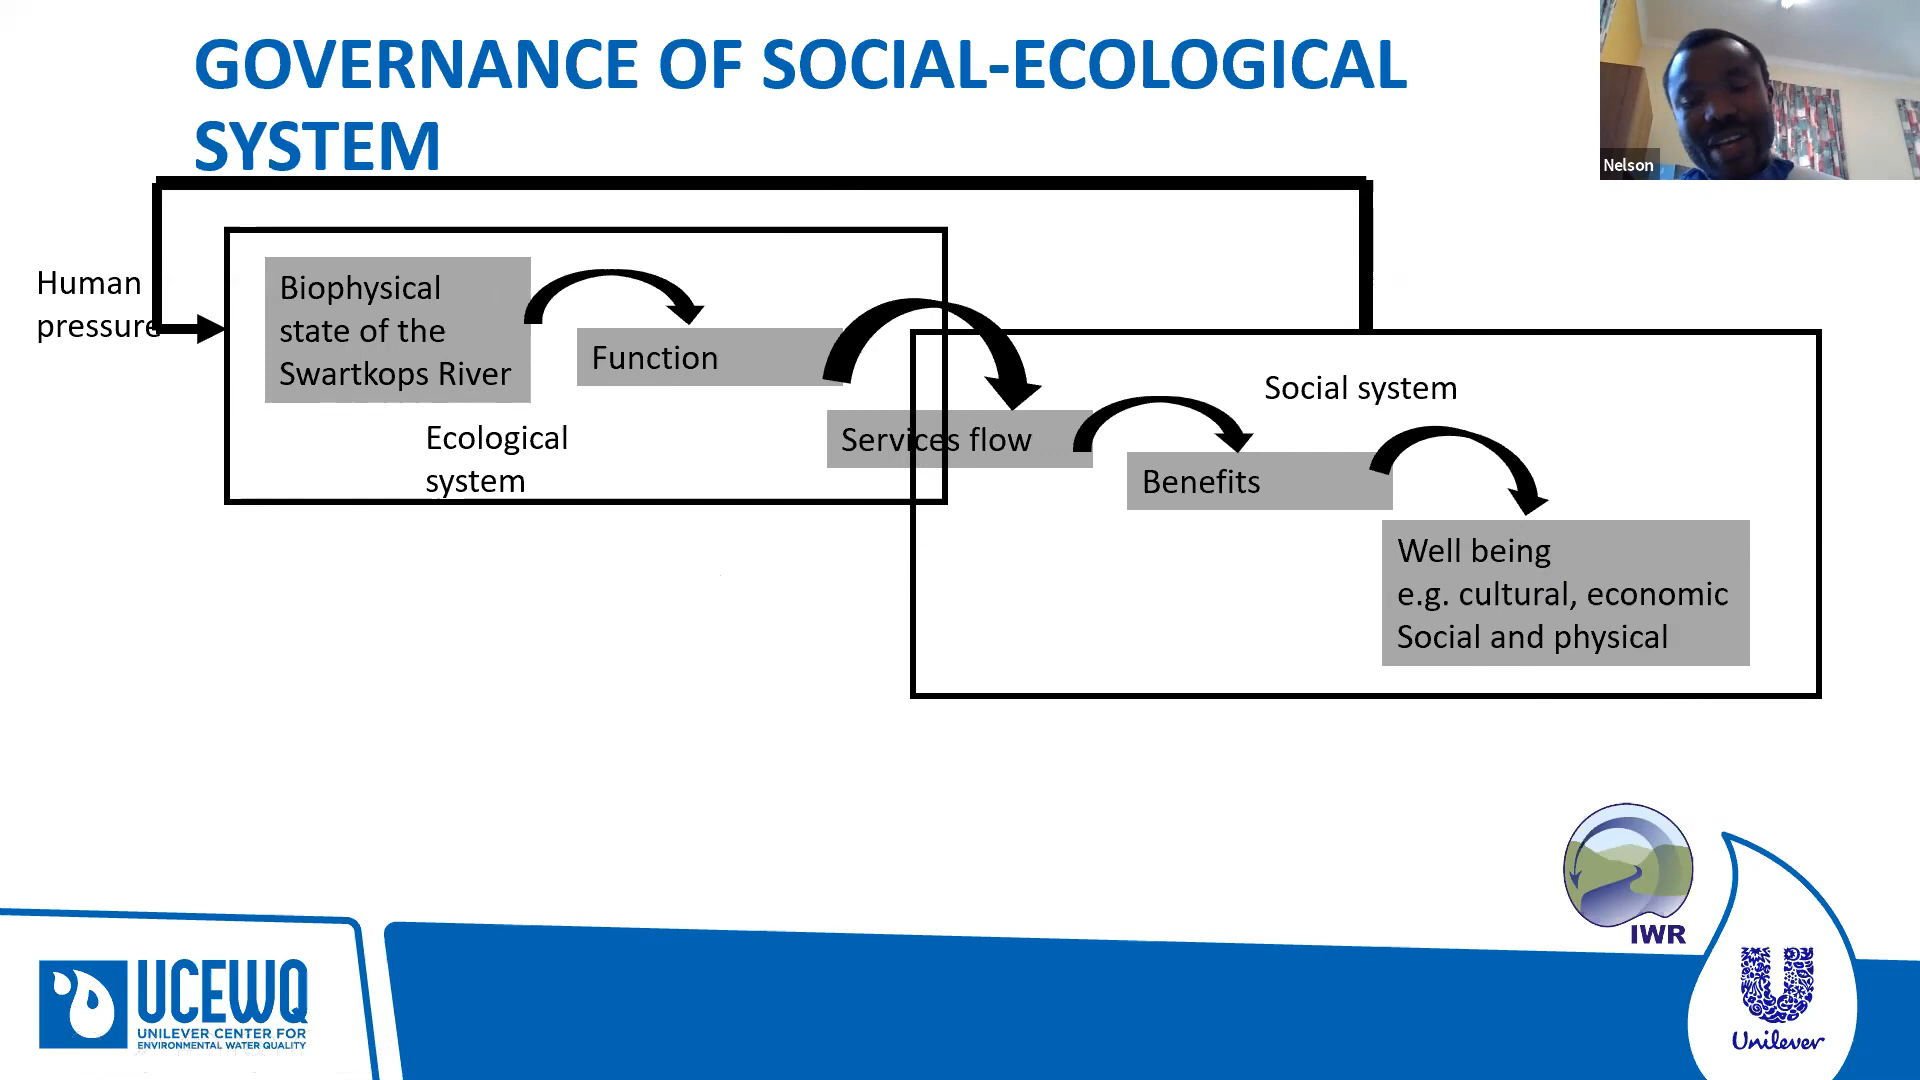 GOVERNANCE OF SOCIAL-ECOLOGICAL
SYSTEM
Nelson
Human
pressure
Biophysical
state of the
Swartkops River
Function
Ecological
system
Services flow
Social system
Benefits
Well being
e.g. cultural, economic
Social and physical
IWR
UCEWQ
UNILEVER CENTER FOR
ENVIRONMENTAL WATER QUALITY
Unilever